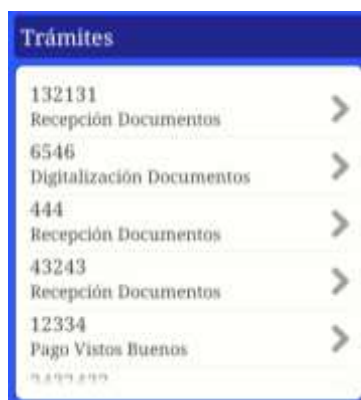 Trámites
132131
Recepción Documentos
6546
Digitalización Documentos
444
Recepción Documentos
43243
Recepción Documentos
12334
Pago Vistos Buenos